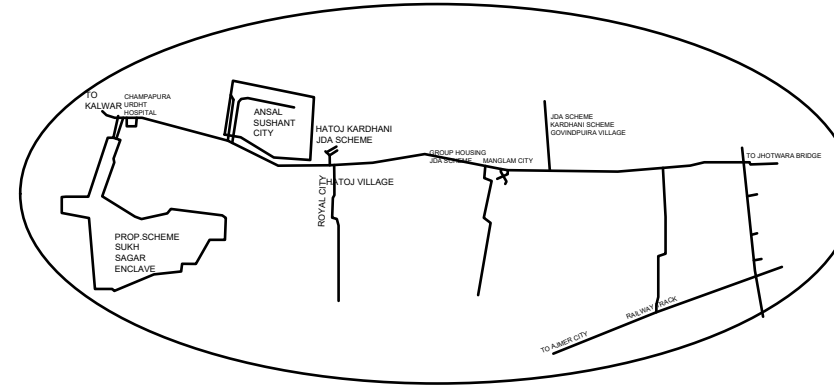 TO
KALWAR
CHAMPAPURA
URDHT
HOSPITAL
ANSAL
SUSHANT
CITY
HATOJ KARDHANI
JDA SCHEME
ROYAL CITY
HATOJ VILLAGE
GROUP HOUSING
JDA SCHEME
MANGLAM CITY
JDA SCHEME
KARDHANI SCHEME
GOVINDPUIRA VILLAGE
TO JHOTWARA BRIDGE
PROP.SCHEME
SUKH
SAGAR
ENCLAVE
TO AJMER CITY
RAILWAY TRACK